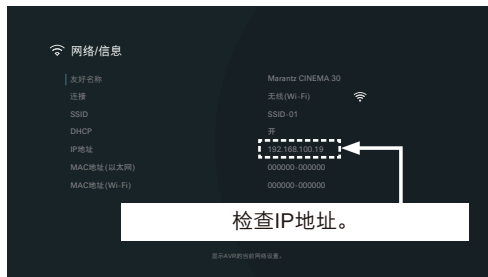 网络/信息
友好名称 Marantz CINEMA 30
连接 无线(Wi-Fi)
SSID SSID-01
DHCP 开
IP地址 192.168.100.19
MAC地址(以太网) 000000-000000
MAC地址(Wi-Fi) 000000-000000
检查IP地址。
显示AVR的当前网络设置。